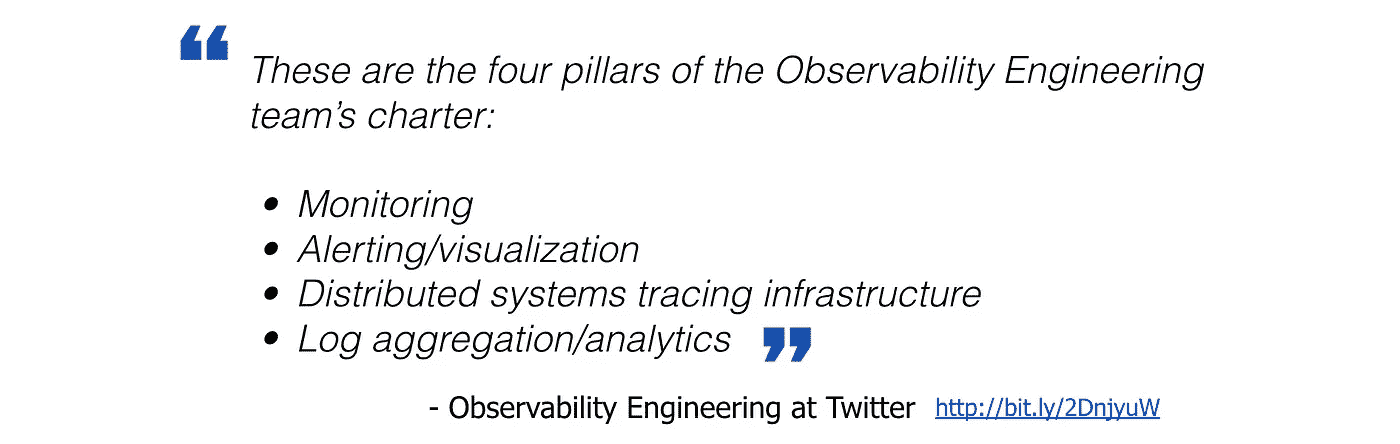 “ These are the four pillars of the Observability Engineering
team’s charter:
• Monitoring
• Alerting/visualization
• Distributed systems tracing infrastructure
• Log aggregation/analytics ”
- Observability Engineering at Twitter http://bit.ly/2DnjyuW